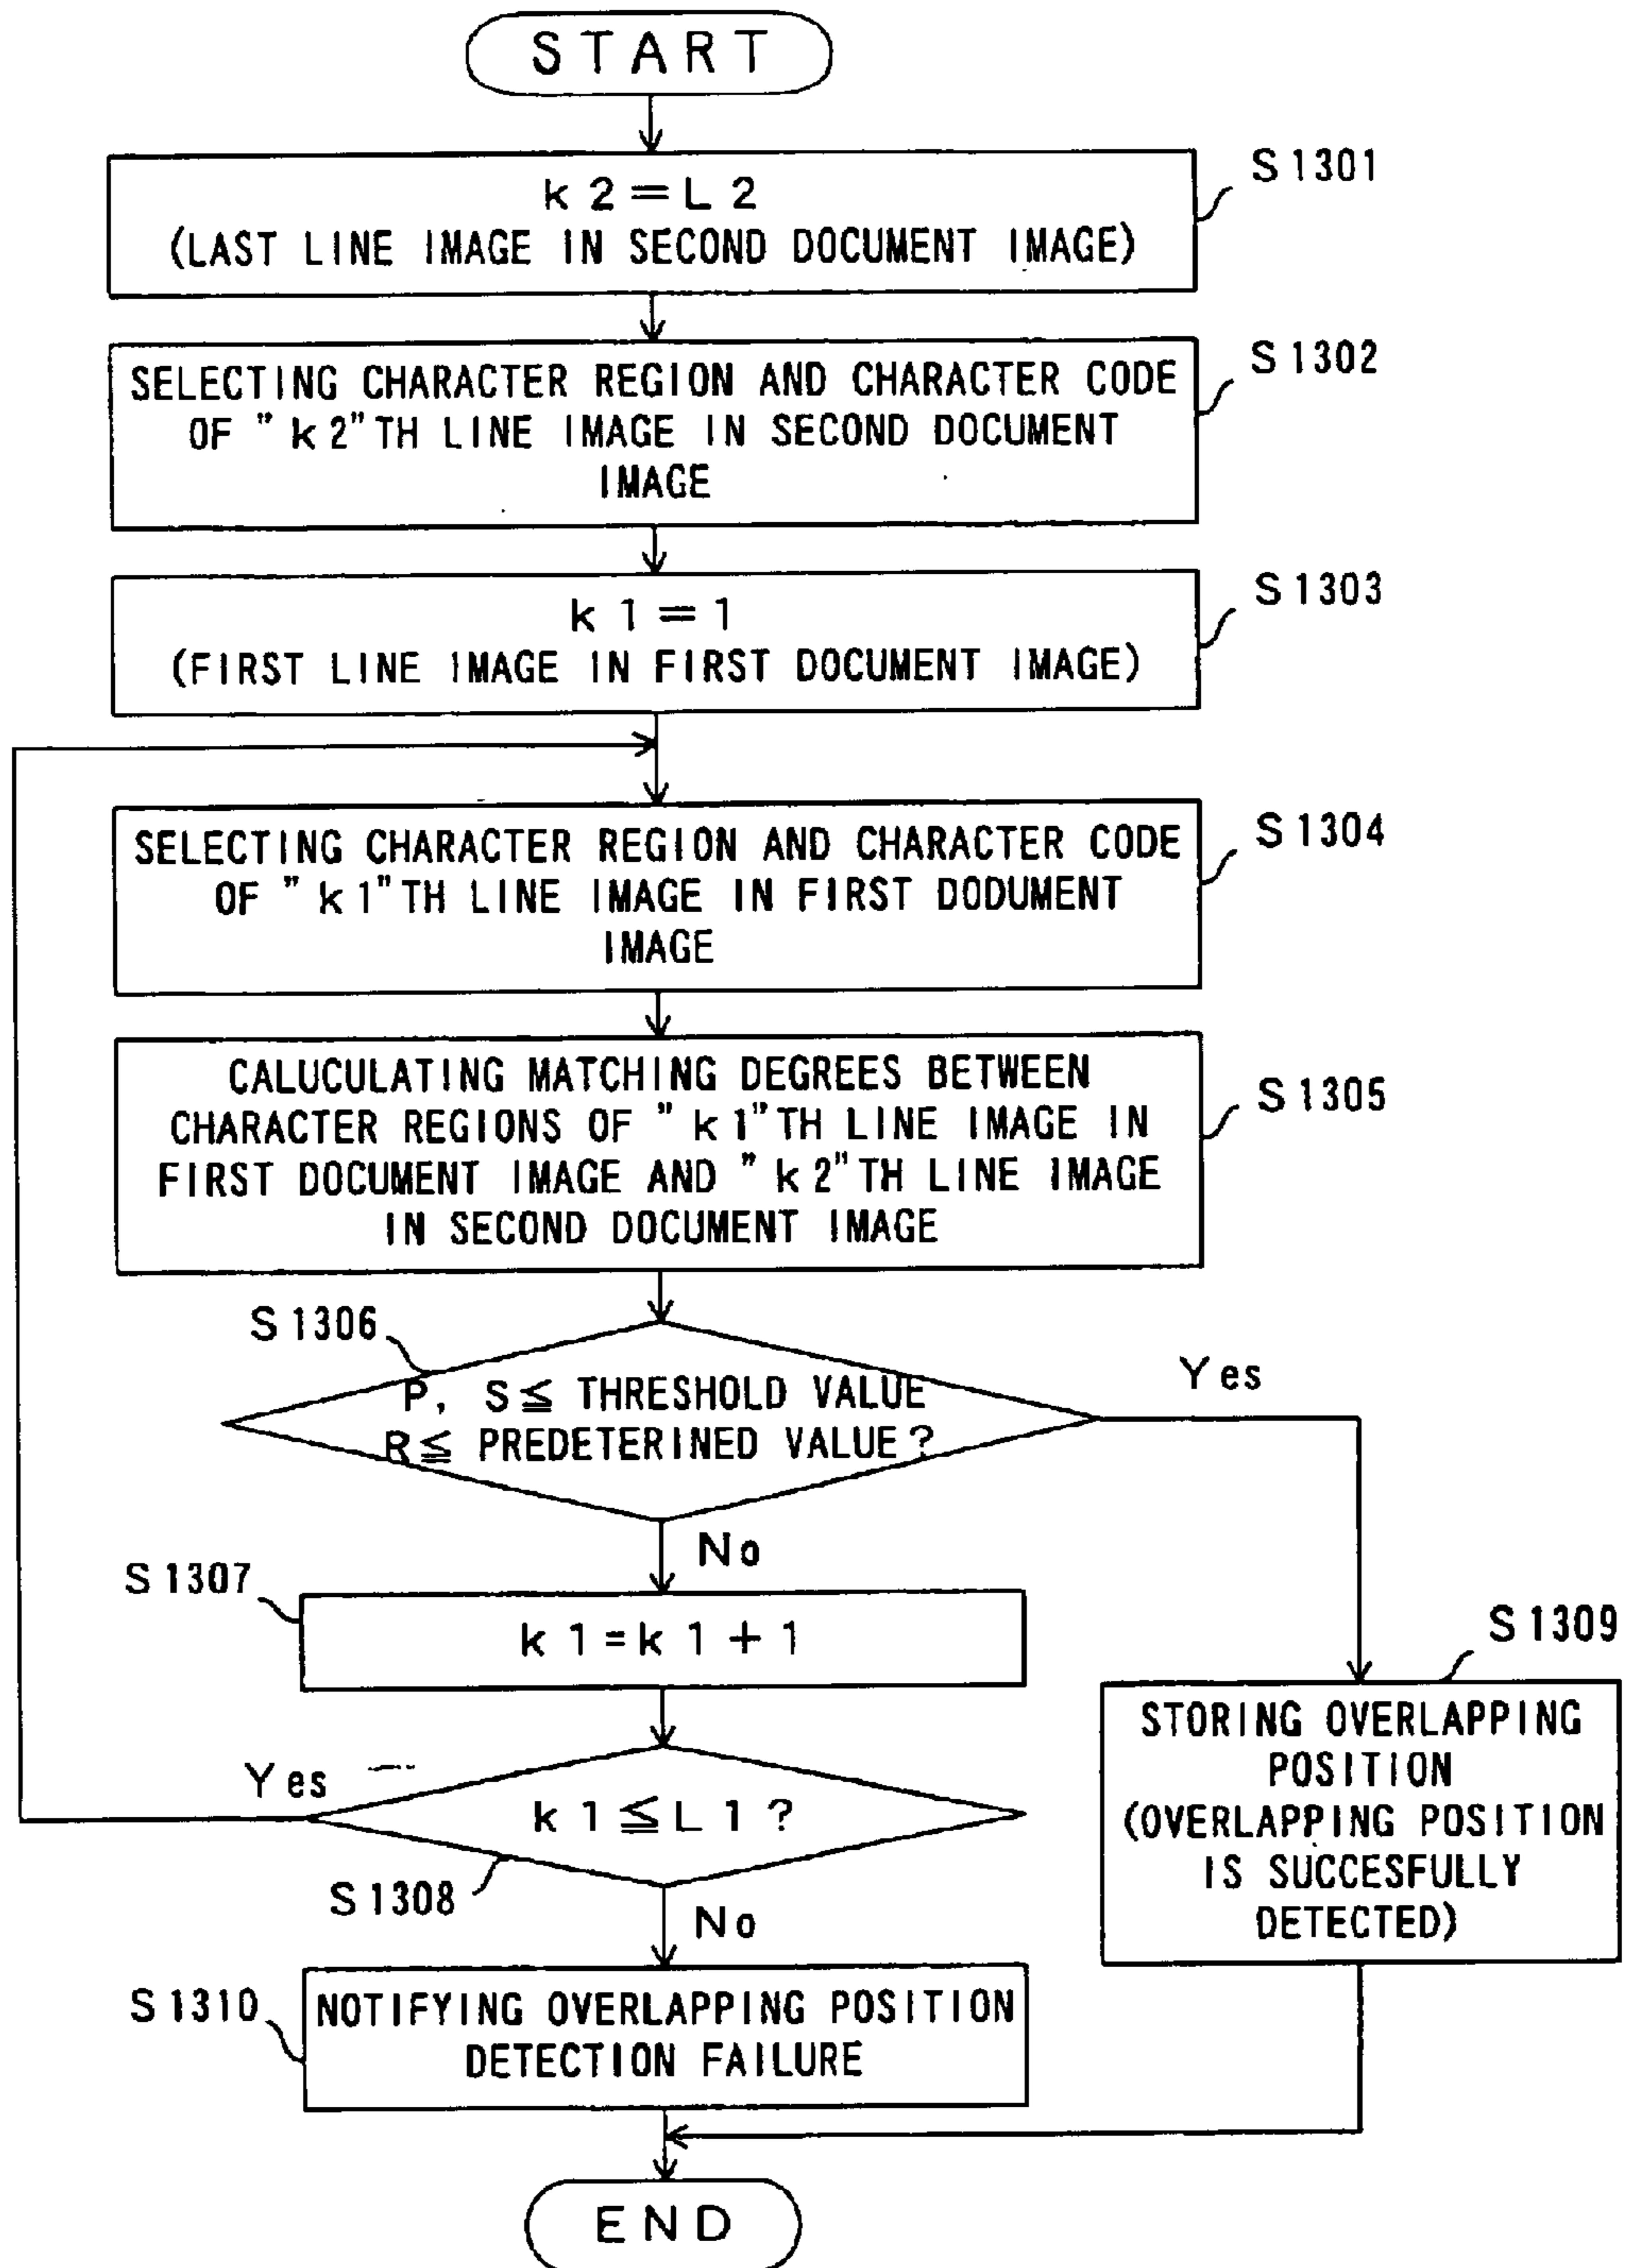 START
S1301
k2=L2
(LAST LINE IMAGE IN SECOND DOCUMENT IMAGE)
S1302
SELECTING CHARACTER REGION AND CHARACTER CODE
OF "k2"TH LINE IMAGE IN SECOND DOCUMENT
IMAGE
S1303
k1=1
(FIRST LINE IMAGE IN FIRST DOCUMENT IMAGE)
S1304
SELECTING CHARACTER REGION AND CHARACTER CODE
OF "k1"TH LINE IMAGE IN FIRST DODUMENT
IMAGE
S1305
CALUCULATING MATCHING DEGREES BETWEEN
CHARACTER REGIONS OF "k1"TH LINE IMAGE IN
FIRST DOCUMENT IMAGE AND "k2"TH LINE IMAGE
IN SECOND DOCUMENT IMAGE
S1306
P, S≦ THRESHOLD VALUE
R≦ PREDETERINED VALUE?
Yes
No
S1307
k1=k1+1
S1309
STORING OVERLAPPING
POSITION
(OVERLAPPING POSITION
IS SUCCESFULLY
DETECTED)
Yes
k1≦L1?
S1308
No
S1310
NOTIFYING OVERLAPPING POSITION
DETECTION FAILURE
END